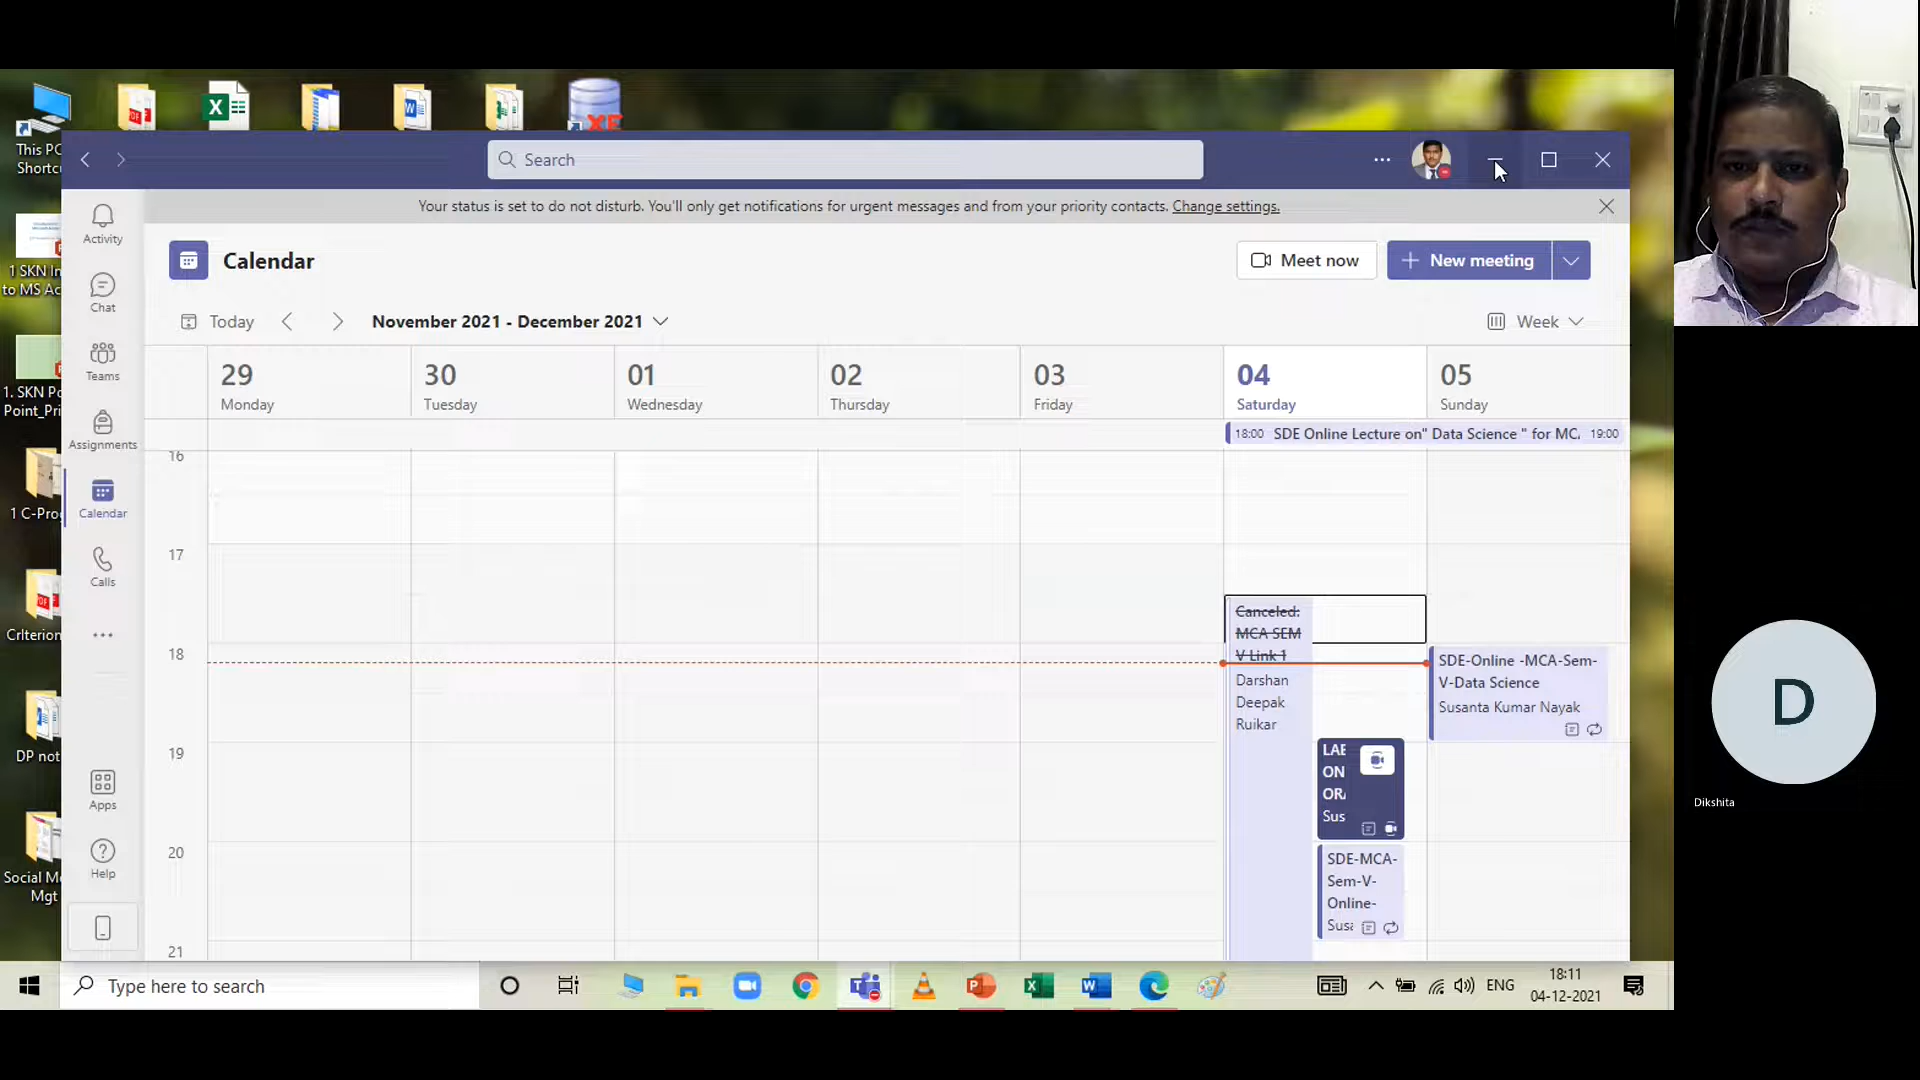 This PC
Shortc
Search
Your status is set to do not disturb. You'll only get notifications for urgent messages and from your priority contacts. Change settings.
Activity
Calendar
Meet now
New meeting
1 SKN In
to MS Ac
Chat
Today
November 2021 - December 2021
Week
Teams
29
Monday
30
Tuesday
01
Wednesday
02
Thursday
03
Friday
04
Saturday
05
Sunday
1. SKN Po
Point_Pri
Assignments
18:00 SDE Online Lecture on" Data Science " for MC. 19:00
16
1 C-Pro
Calendar
17
Calls
Criterion
18
Canceled:
MCA SEM
V Link 1
Darshan
Deepak
Ruikar
SDE-Online -MCA-Sem-
V-Data Science
Susanta Kumar Nayak
DP not
19
LAB
ON
OR
Sus
Apps
20
SDE-MCA-
Sem-V-
Online-
Susa
Help
Social M
Mgt
21
Type here to search
ENG
18:11
04-12-2021
D
Dikshita